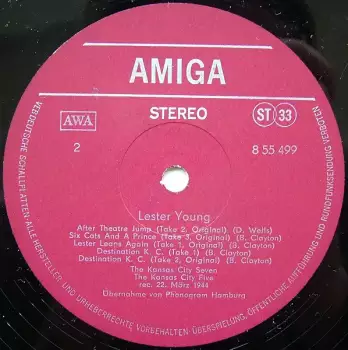 AMIGA
STEREO
ST 33
AWA
2
8 55 499
Lester Young
After Theatre Jump (Take 2, Original) (D. Wells)
Six Cats And A Prince (Take 3, Original) (B. Clayton)
Lester Leaps Again (Take 1, Original) (B. Clayton)
Destination K. C. (Take 1) (B. Clayton)
Destination K. C. (Take 2, Original) (B. Clayton)
The Kansas City Seven
The Kansas City Five
rec. 22. März 1944
Übernahme von Phonogram Hamburg
VEB DEUTSCHE SCHALLPLATTEN · ALLE HERSTELLER- UND URHEBERRECHTE VORBEHALTEN · ÜBERSPIELUNG, ÖFFENTLICHE AUFFÜHRUNG UND RUNDFUNKSENDUNG VERBOTEN